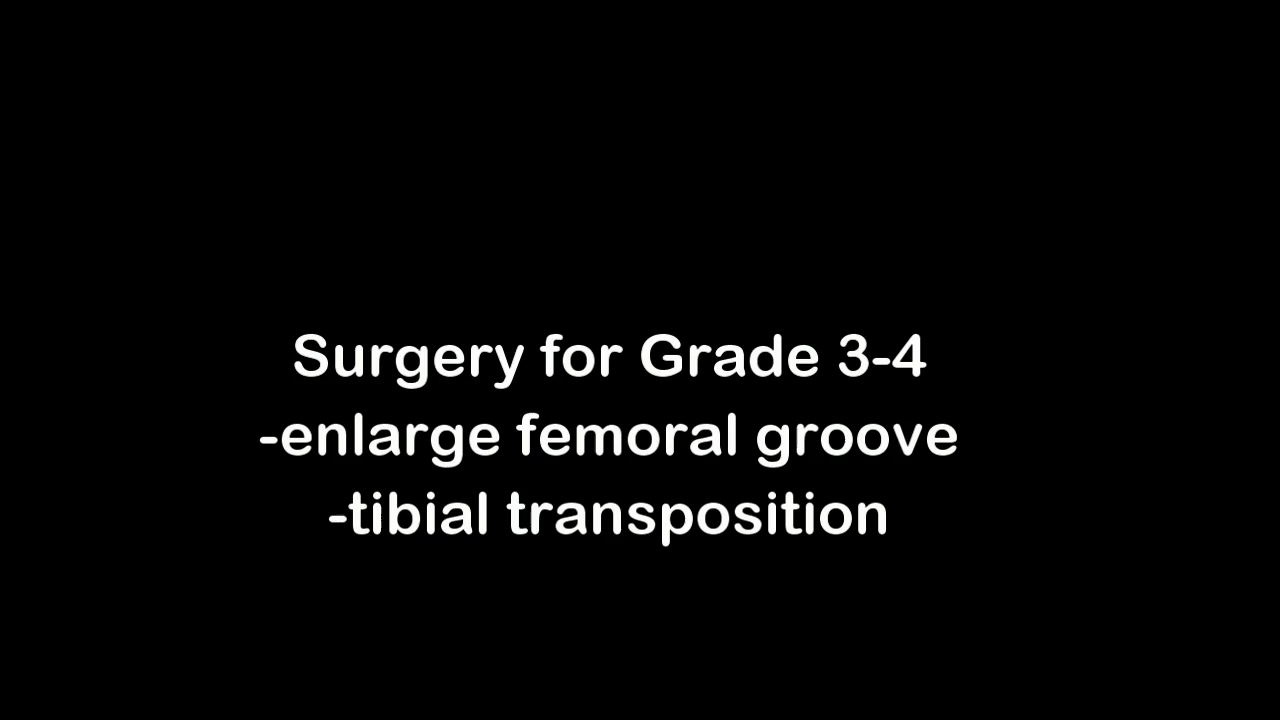 Surgery for Grade 3-4
-enlarge femoral groove
-tibial transposition